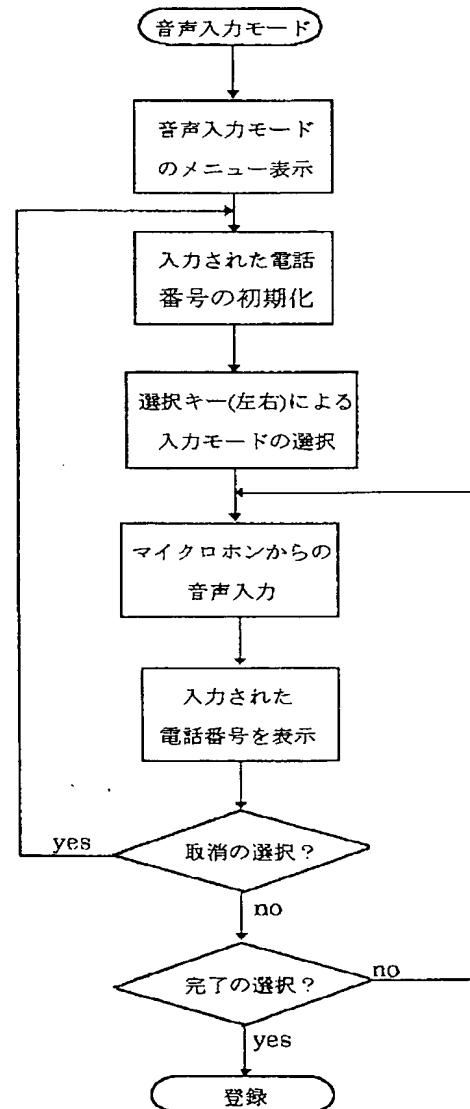 音声入力モード
音声入力モード
のメニュー表示
入力された電話
番号の初期化
選択キー(左右)による
入力モードの選択
マイクロホンからの
音声入力
入力された
電話番号を表示
取消の選択？
yes
no
完了の選択？
no
yes
登録